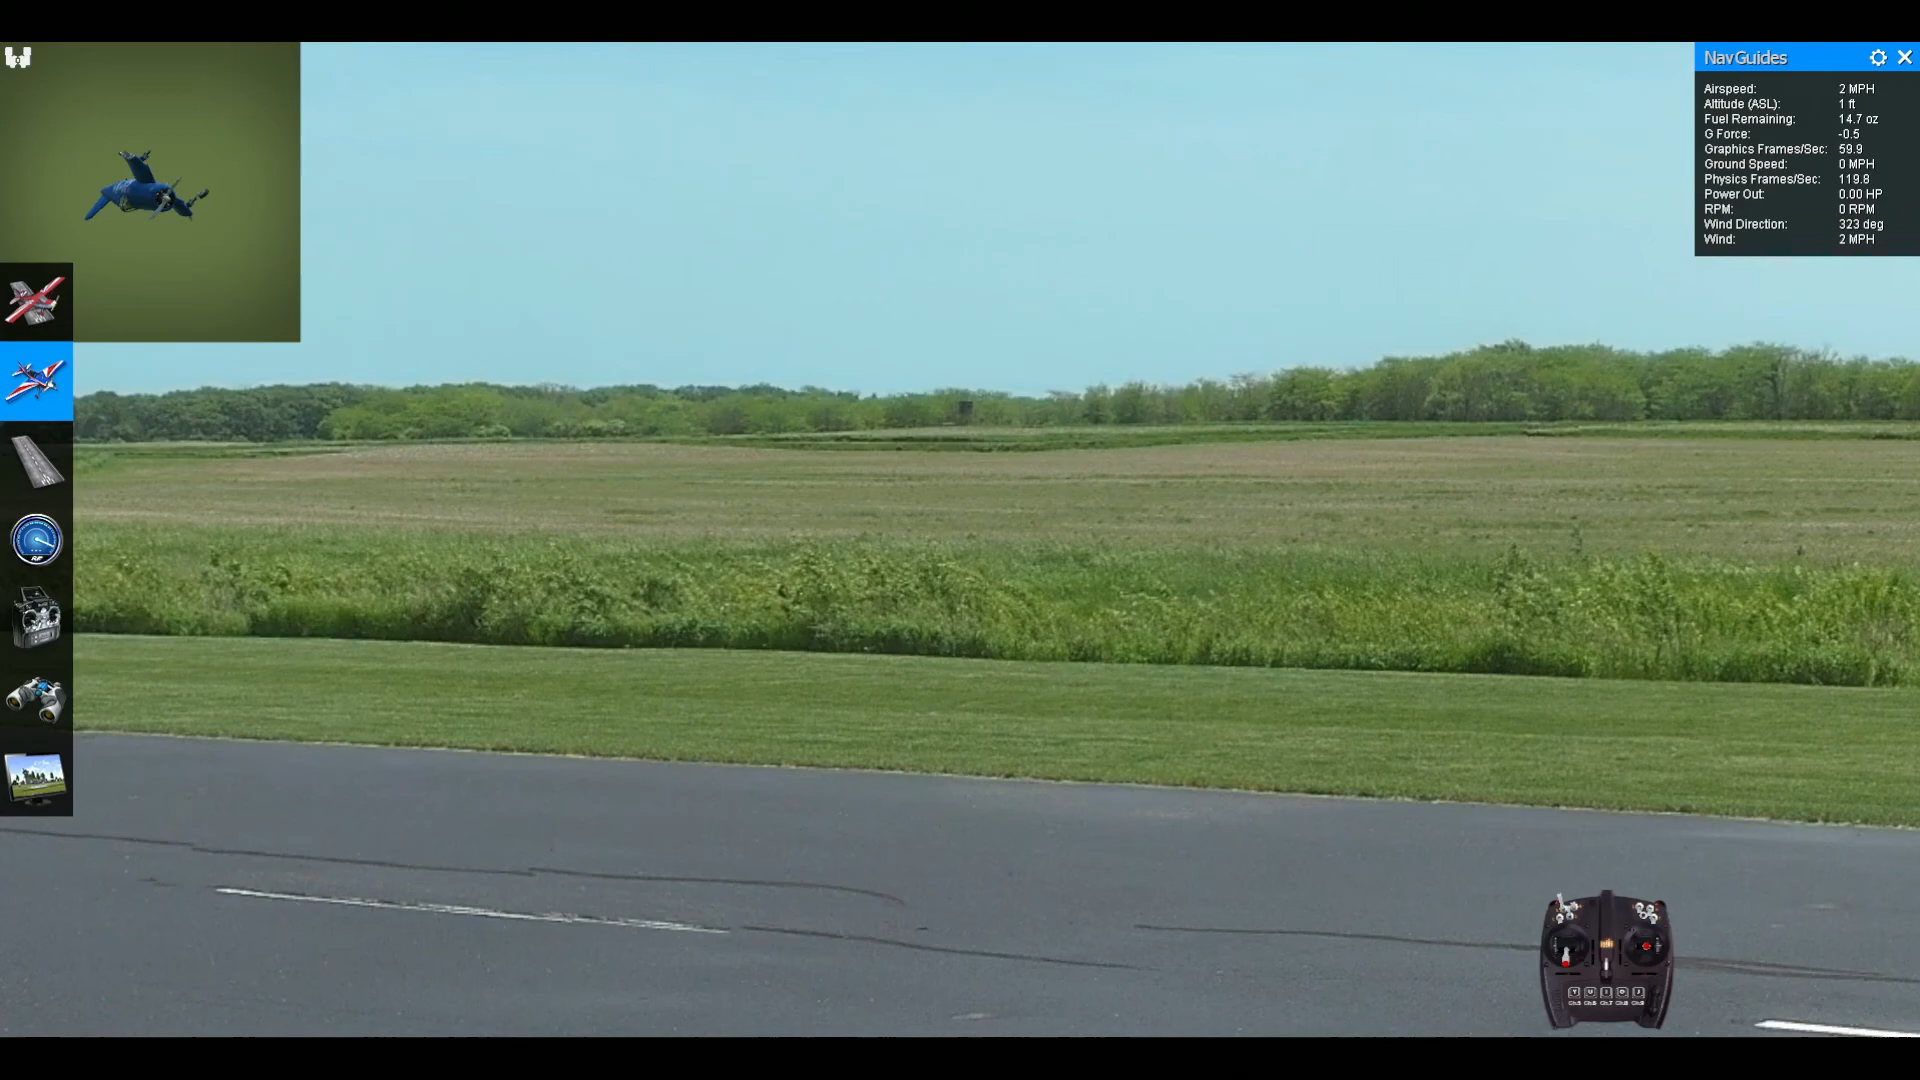 NavGuides
Airspeed: 2 MPH
Altitude (ASL): 1 ft
Fuel Remaining: 14.7 oz
G Force: -0.5
Graphics Frames/Sec: 59.9
Ground Speed: 0 MPH
Physics Frames/Sec: 119.8
Power Out: 0.00 HP
RPM: 0 RPM
Wind Direction: 323 deg
Wind: 2 MPH